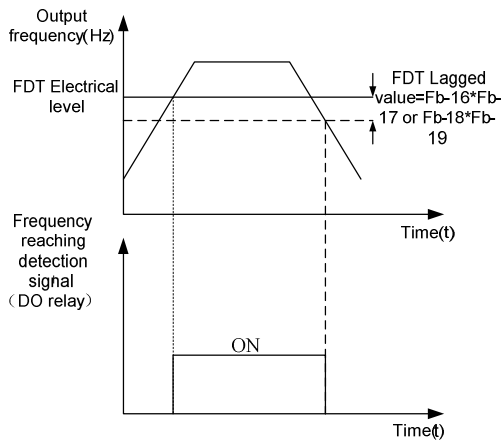 Output
frequency(Hz)
FDT Electrical
level
FDT Lagged
value=Fb-16*Fb-
17 or Fb-18*Fb-
19
Time(t)
Frequency
reaching
detection
signal
（DO relay）
ON
Time(t)